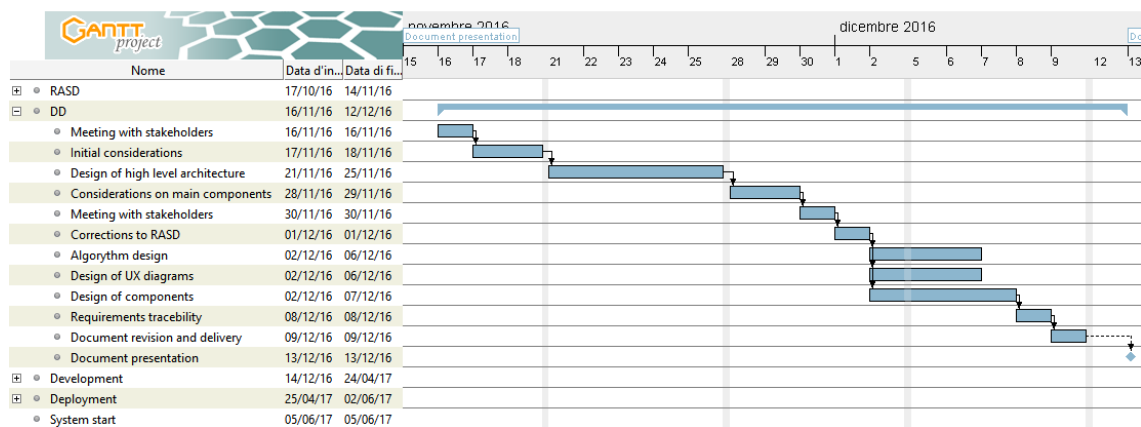 GANTT
project
novembre 2016
dicembre 2016
Document presentation
Do
Nome Data d'in... Data di fi...
15 16 17 18 21 22 23 24 25 28 29 30 1 2 5 6 7 8 9 12 13
RASD 17/10/16 14/11/16
DD 16/11/16 12/12/16
Meeting with stakeholders 16/11/16 16/11/16
Initial considerations 17/11/16 18/11/16
Design of high level architecture 21/11/16 25/11/16
Considerations on main components 28/11/16 29/11/16
Meeting with stakeholders 30/11/16 30/11/16
Corrections to RASD 01/12/16 01/12/16
Algorythm design 02/12/16 06/12/16
Design of UX diagrams 02/12/16 06/12/16
Design of components 02/12/16 07/12/16
Requirements tracebility 08/12/16 08/12/16
Document revision and delivery 09/12/16 09/12/16
Document presentation 13/12/16 13/12/16
Development 14/12/16 24/04/17
Deployment 25/04/17 02/06/17
System start 05/06/17 05/06/17